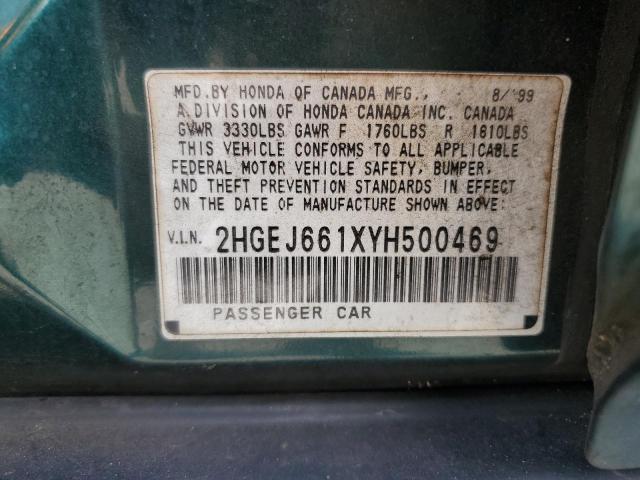 MFD. BY HONDA OF CANADA MFG., 8/'99
A DIVISION OF HONDA CANADA INC. CANADA
GVWR 3330LBS GAWR F 1760LBS R 1610LBS
THIS VEHICLE CONFORMS TO ALL APPLICABLE
FEDERAL MOTOR VEHICLE SAFETY, BUMPER,
AND THEFT PREVENTION STANDARDS IN EFFECT
ON THE DATE OF MANUFACTURE SHOWN ABOVE:
V.I.N. 2HGEJ661XYH500469
PASSENGER CAR